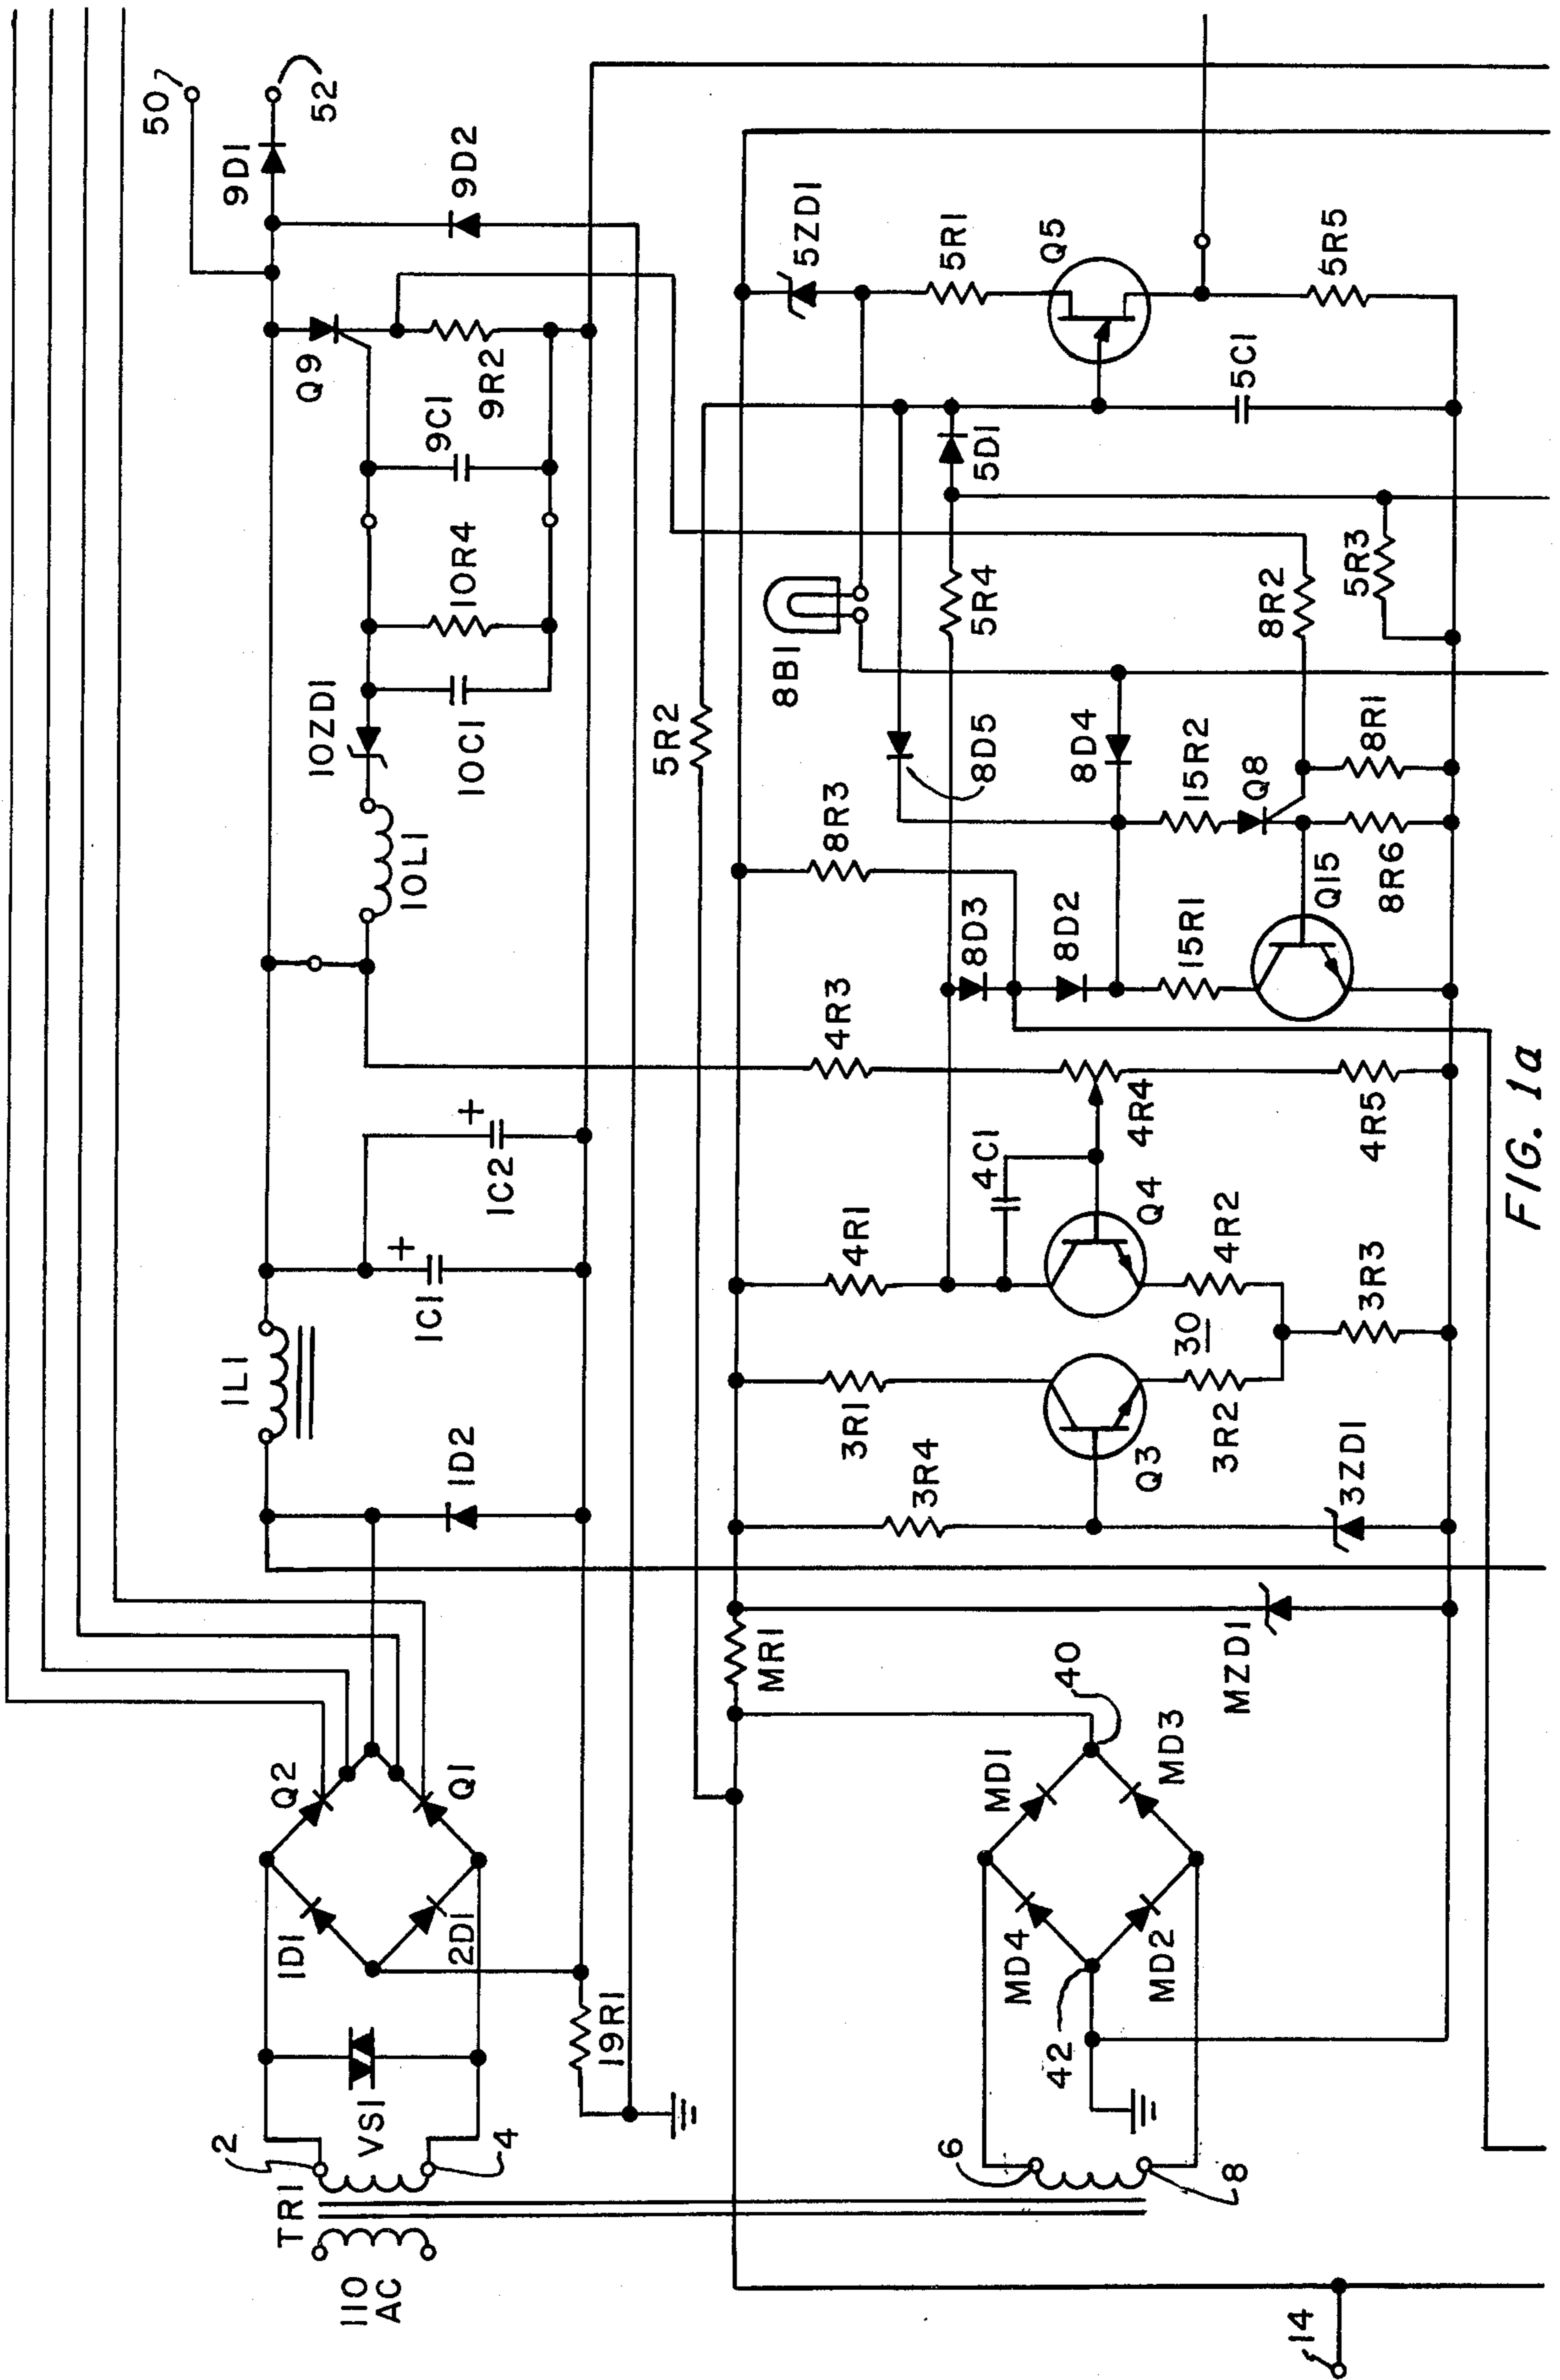 50
52
9D1
9D2
Q9
9R2
9C1
10R4
10ZD1
10C1
10L1
1L1
1C1
+
1C2
+
1D2
Q2
Q1
1D1
2D1
VS1
2
4
TR1
110
AC
19R1
5ZD1
5R1
Q5
5R5
5C1
5D1
5R4
5R3
8B1
5R2
8R2
8D5
8D4
15R2
Q8
8R1
8R6
8R3
8D3
8D2
15R1
Q15
4R3
4R4
4R5
4C1
Q4
4R1
4R2
30
3R3
3R1
3R2
Q3
3R4
3ZD1
MR1
MZD1
40
MD1
MD3
MD4
MD2
42
6
8
14
FIG. 1a